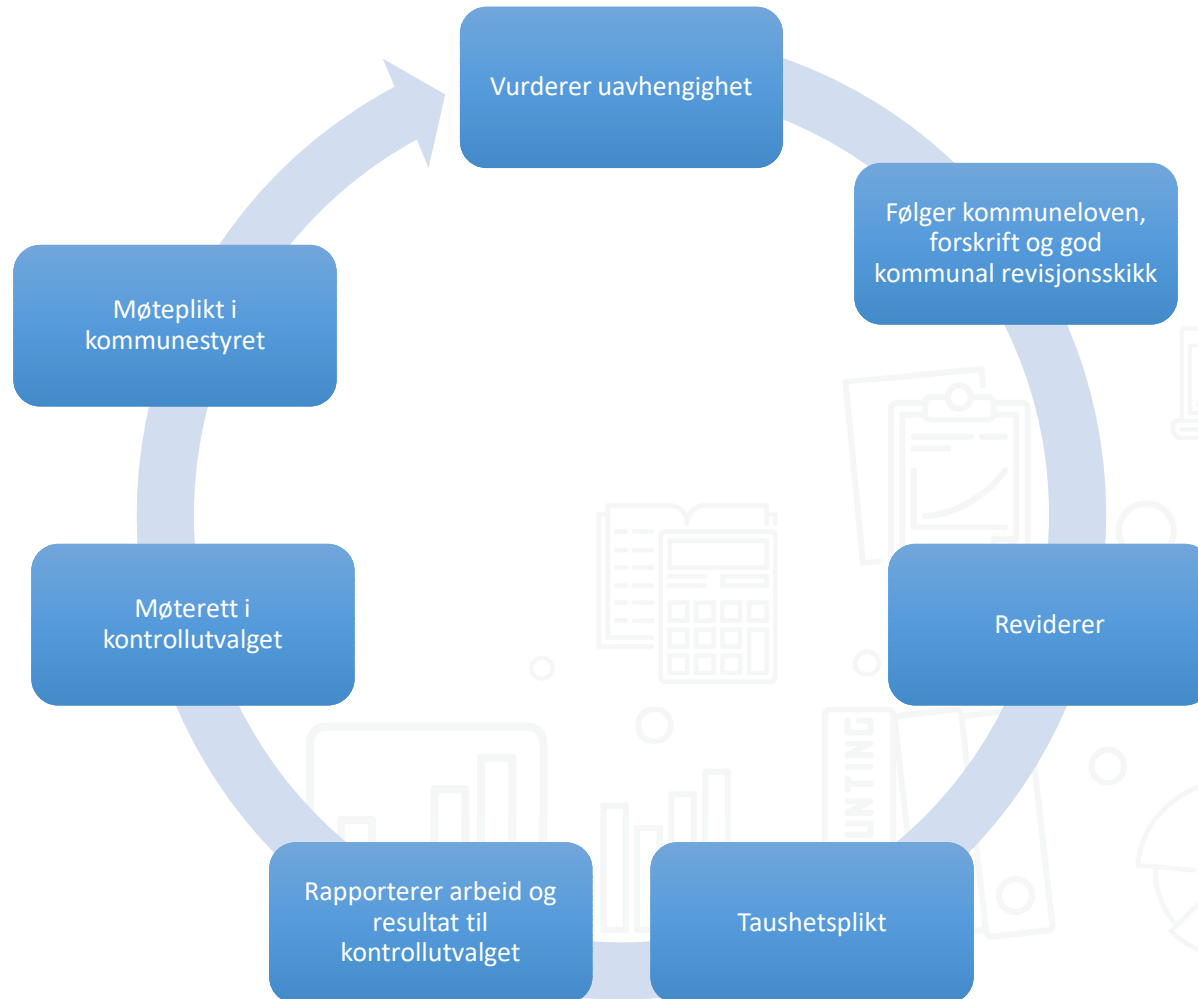 Vurderer uavhengighet
Følger kommuneloven,
forskrift og god
kommunal revisjonsskikk
Reviderer
Taushetsplikt
Rapporterer arbeid og
resultat til
kontrollutvalget
Møterett i
kontrollutvalget
Møteplikt i
kommunestyret
UNTING